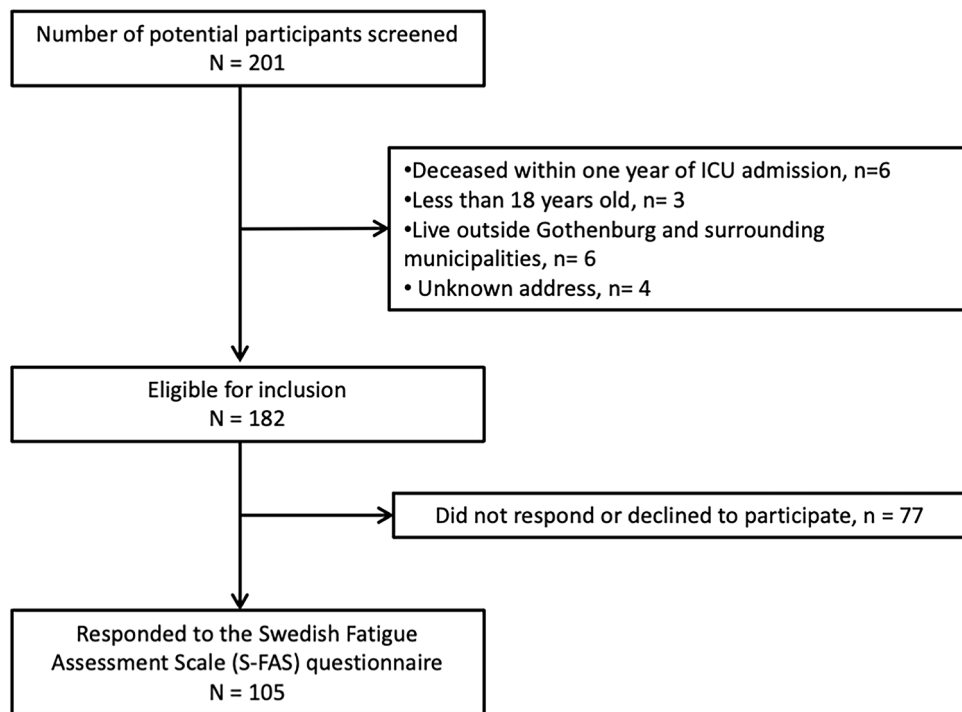 Number of potential participants screened
N = 201
•Deceased within one year of ICU admission, n=6
•Less than 18 years old, n= 3
•Live outside Gothenburg and surrounding
municipalities, n= 6
• Unknown address, n= 4
Eligible for inclusion
N = 182
Did not respond or declined to participate, n = 77
Responded to the Swedish Fatigue
Assessment Scale (S-FAS) questionnaire
N = 105